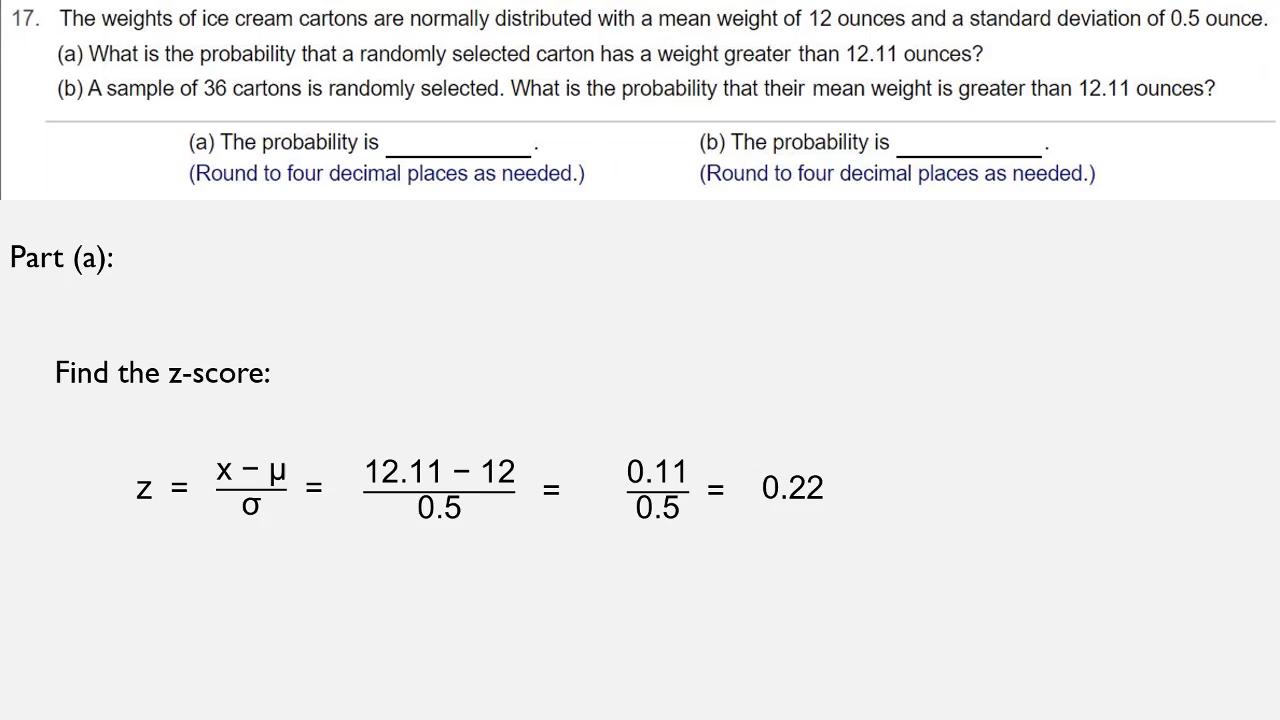 17. The weights of ice cream cartons are normally distributed with a mean weight of 12 ounces and a standard deviation of 0.5 ounce.
(a) What is the probability that a randomly selected carton has a weight greater than 12.11 ounces?
(b) A sample of 36 cartons is randomly selected. What is the probability that their mean weight is greater than 12.11 ounces?
(a) The probability is ________. (b) The probability is ________.
(Round to four decimal places as needed.) (Round to four decimal places as needed.)
Part (a):
Find the z-score:
z = x − μ / σ = 12.11 − 12 / 0.5 = 0.11 / 0.5 = 0.22